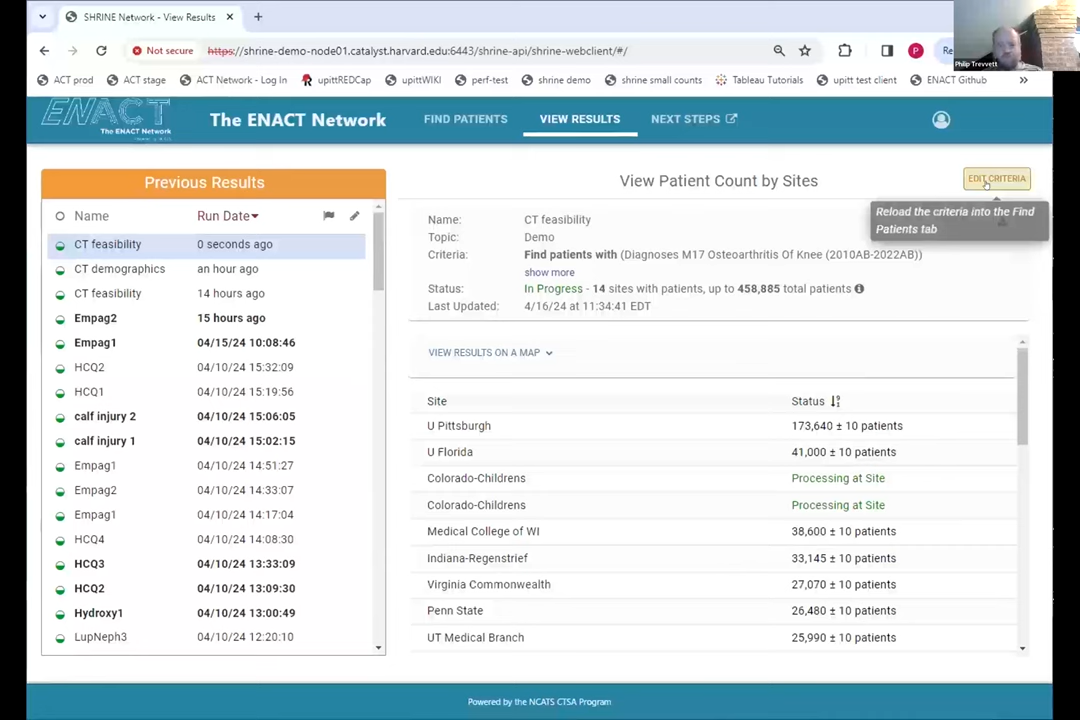 SHRINE Network - View Results
Not secure https://shrine-demo-node01.catalyst.harvard.edu:6443/shrine-api/shrine-webclient/#/
P
Philip Trevvett
ACT prod ACT stage ACT Network - Log In upittREDCap upittWIKI perf-test shrine demo shrine small counts Tableau Tutorials upitt test client ENACT Github
ENACT
The ENACT Network
The ENACT Network FIND PATIENTS VIEW RESULTS NEXT STEPS
Previous Results
View Patient Count by Sites
EDIT CRITERIA
Reload the criteria into the Find
Patients tab
Name Run Date
CT feasibility 0 seconds ago
CT demographics an hour ago
CT feasibility 14 hours ago
Empag2 15 hours ago
Empag1 04/15/24 10:08:46
HCQ2 04/10/24 15:32:09
HCQ1 04/10/24 15:19:56
calf injury 2 04/10/24 15:06:05
calf injury 1 04/10/24 15:02:15
Empag1 04/10/24 14:51:27
Empag2 04/10/24 14:33:07
Empag1 04/10/24 14:17:04
HCQ4 04/10/24 14:08:30
HCQ3 04/10/24 13:33:09
HCQ2 04/10/24 13:09:30
Hydroxy1 04/10/24 13:00:49
LupNeph3 04/10/24 12:20:10
Name: CT feasibility
Topic: Demo
Criteria: Find patients with (Diagnoses M17 Osteoarthritis Of Knee (2010AB-2022AB))
show more
Status: In Progress - 14 sites with patients, up to 458,885 total patients
Last Updated: 4/16/24 at 11:34:41 EDT
VIEW RESULTS ON A MAP
Site Status
U Pittsburgh 173,640 ± 10 patients
U Florida 41,000 ± 10 patients
Colorado-Childrens Processing at Site
Colorado-Childrens Processing at Site
Medical College of WI 38,600 ± 10 patients
Indiana-Regenstrief 33,145 ± 10 patients
Virginia Commonwealth 27,070 ± 10 patients
Penn State 26,480 ± 10 patients
UT Medical Branch 25,990 ± 10 patients
Powered by the NCATS CTSA Program